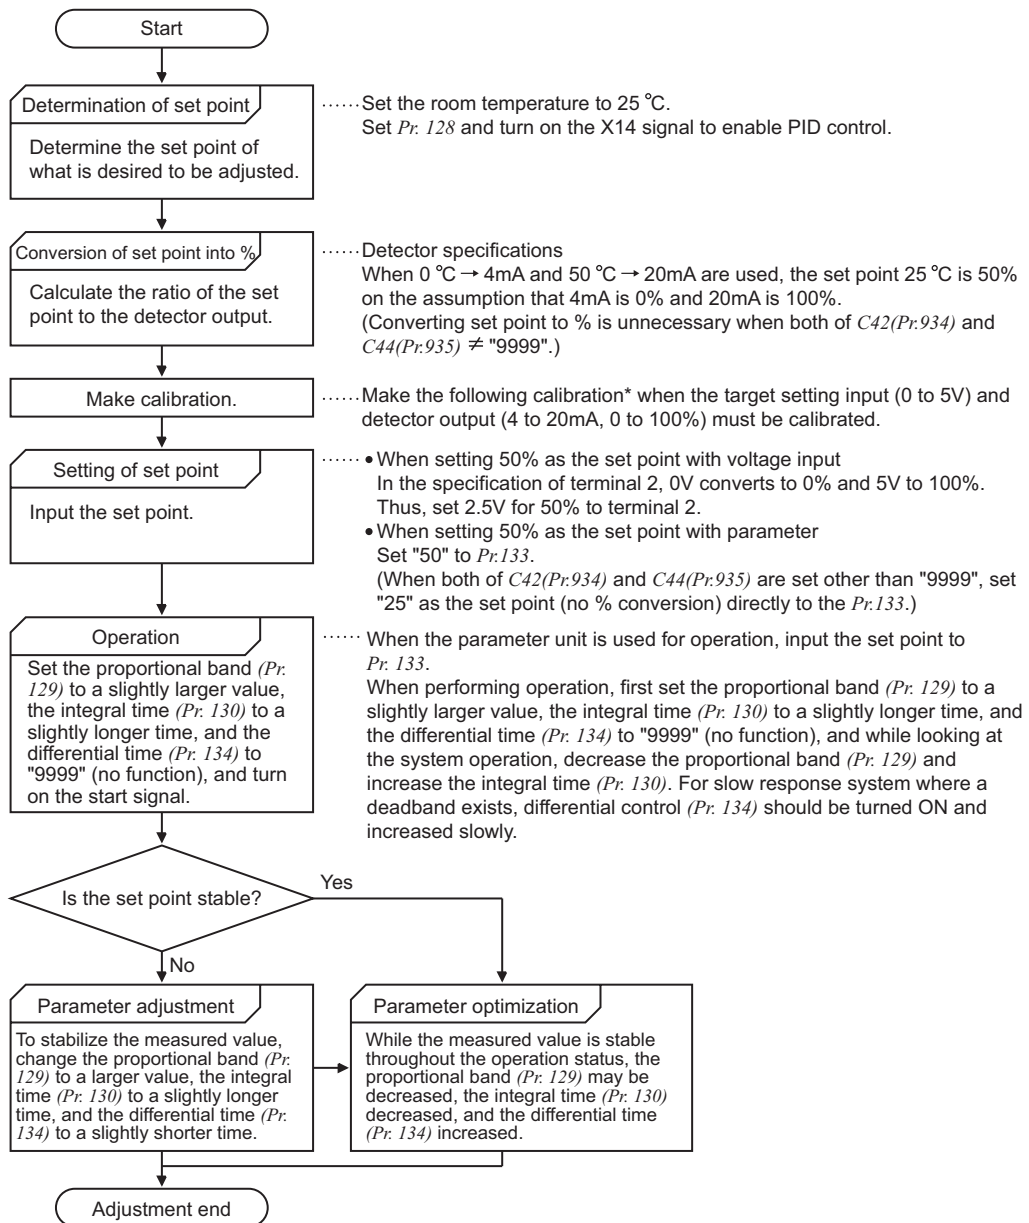 Start
Determination of set point
Determine the set point of
what is desired to be adjusted.
······Set the room temperature to 25 °C.
Set Pr. 128 and turn on the X14 signal to enable PID control.
Conversion of set point into %
Calculate the ratio of the set
point to the detector output.
······Detector specifications
When 0 °C → 4mA and 50 °C → 20mA are used, the set point 25 °C is 50%
on the assumption that 4mA is 0% and 20mA is 100%.
(Converting set point to % is unnecessary when both of C42(Pr.934) and
C44(Pr.935) ≠ "9999".)
Make calibration.
······Make the following calibration* when the target setting input (0 to 5V) and
detector output (4 to 20mA, 0 to 100%) must be calibrated.
Setting of set point
Input the set point.
······ • When setting 50% as the set point with voltage input
In the specification of terminal 2, 0V converts to 0% and 5V to 100%.
Thus, set 2.5V for 50% to terminal 2.
• When setting 50% as the set point with parameter
Set "50" to Pr.133.
(When both of C42(Pr.934) and C44(Pr.935) are set other than "9999", set
"25" as the set point (no % conversion) directly to the Pr.133.)
Operation
Set the proportional band (Pr.
129) to a slightly larger value,
the integral time (Pr. 130) to a
slightly longer time, and the
differential time (Pr. 134) to
"9999" (no function), and turn
on the start signal.
······ When the parameter unit is used for operation, input the set point to
Pr. 133.
When performing operation, first set the proportional band (Pr. 129) to a
slightly larger value, the integral time (Pr. 130) to a slightly longer time, and
the differential time (Pr. 134) to "9999" (no function), and while looking at
the system operation, decrease the proportional band (Pr. 129) and
increase the integral time (Pr. 130). For slow response system where a
deadband exists, differential control (Pr. 134) should be turned ON and
increased slowly.
Is the set point stable?
Yes
No
Parameter adjustment
To stabilize the measured value,
change the proportional band (Pr.
129) to a larger value, the integral
time (Pr. 130) to a slightly longer
time, and the differential time (Pr.
134) to a slightly shorter time.
Parameter optimization
While the measured value is stable
throughout the operation status, the
proportional band (Pr. 129) may be
decreased, the integral time (Pr. 130)
decreased, and the differential time
(Pr. 134) increased.
Adjustment end